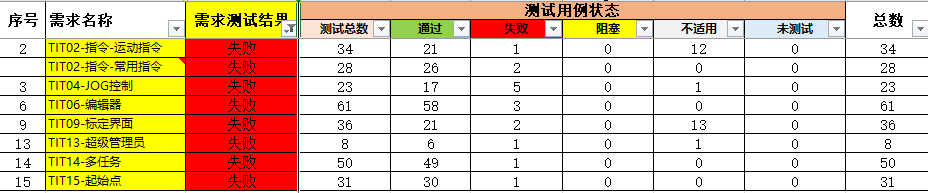 序号 需求名称 需求测试结果 测试用例状态 总数
测试总数 通过 失败 阻塞 不适用 未测试
2 TIT02-指令-运动指令 失败 34 21 1 0 12 0 34
TIT02-指令-常用指令 失败 28 26 2 0 0 0 28
3 TIT04-JOG控制 失败 23 17 5 0 1 0 23
6 TIT06-编辑器 失败 61 58 3 0 0 0 61
9 TIT09-标定界面 失败 36 21 2 0 13 0 36
13 TIT13-超级管理员 失败 8 6 1 0 1 0 8
14 TIT14-多任务 失败 50 49 1 0 0 0 50
15 TIT15-起始点 失败 31 30 1 0 0 0 31